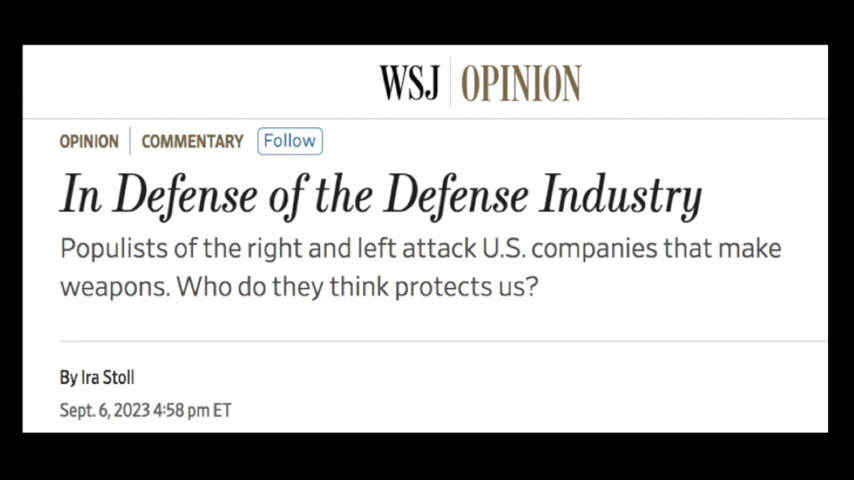 WSJ OPINION
OPINION COMMENTARY Follow
In Defense of the Defense Industry
Populists of the right and left attack U.S. companies that make
weapons. Who do they think protects us?
By Ira Stoll
Sept. 6, 2023 4:58 pm ET